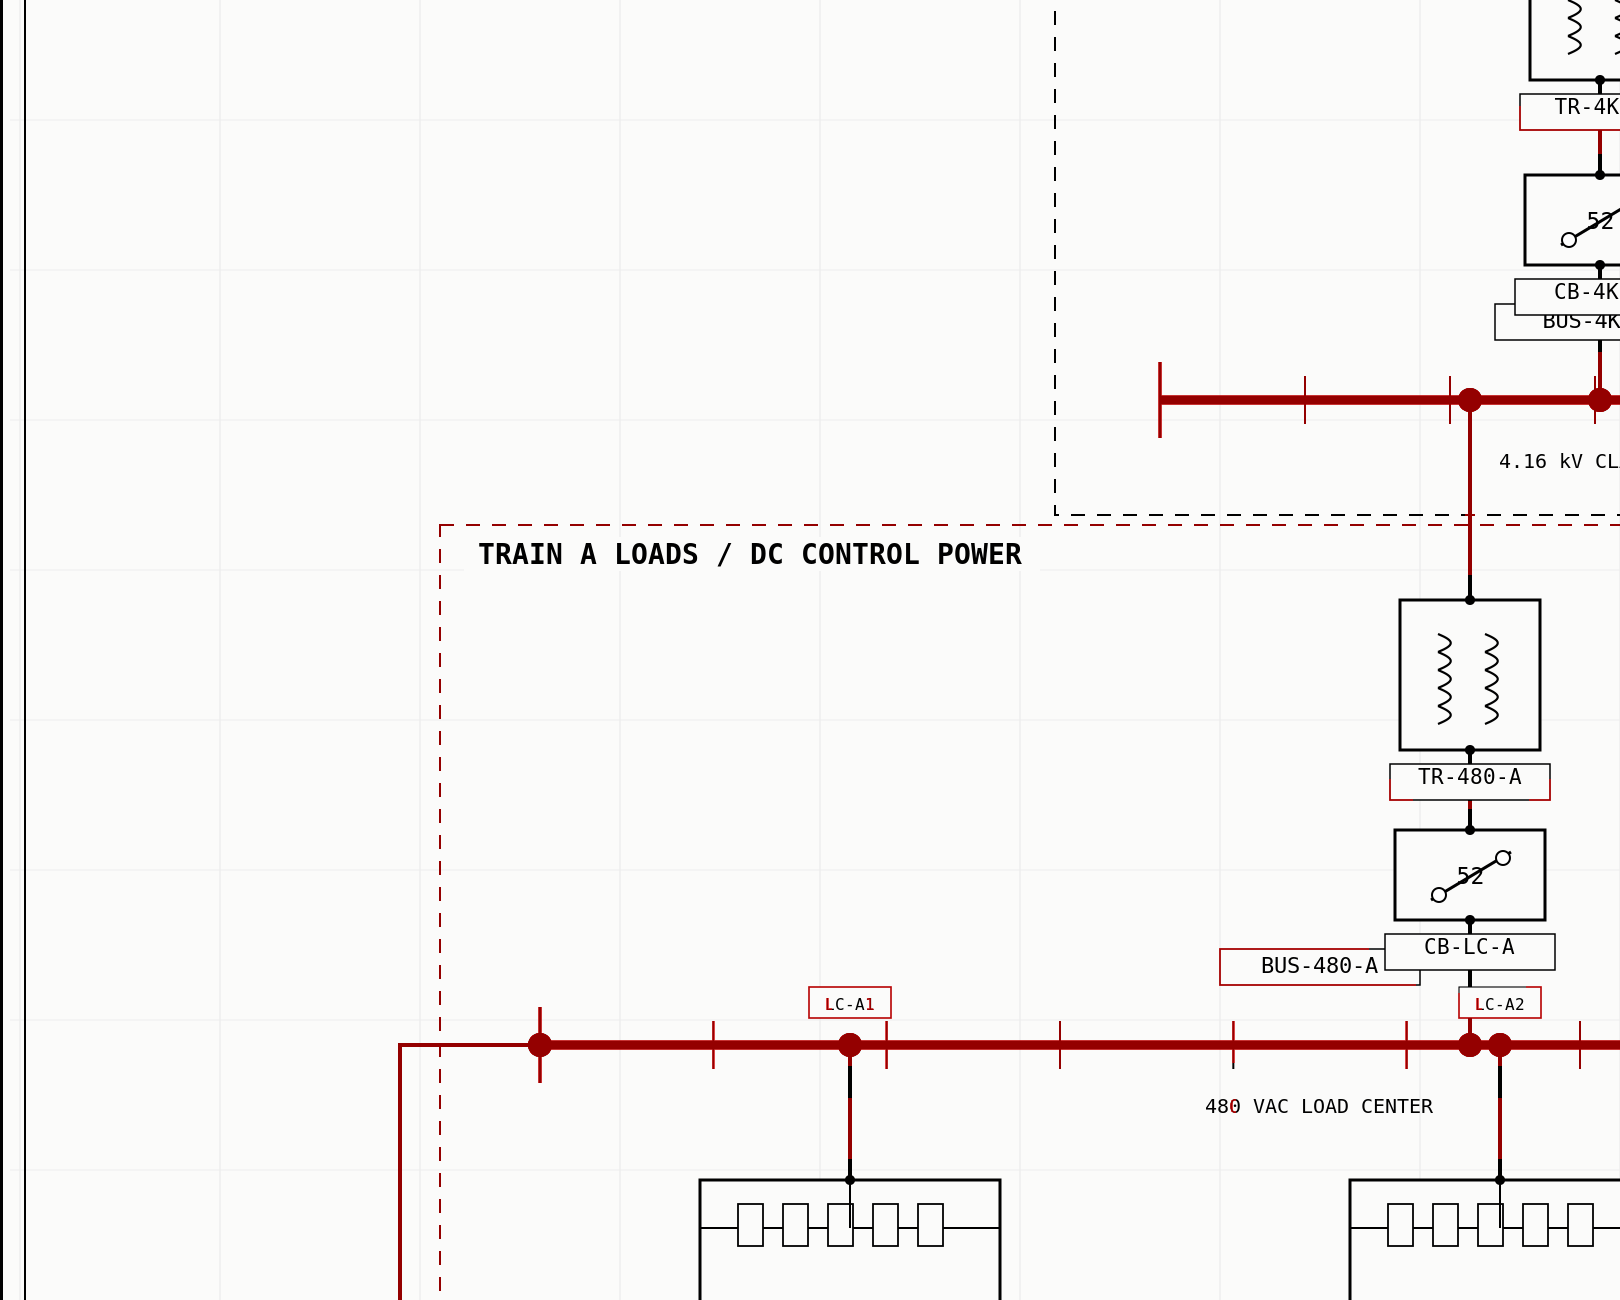 TR-4K
52
CB-4K
BUS-4K
4.16 kV CL
TRAIN A LOADS / DC CONTROL POWER
TR-480-A
52
CB-LC-A
BUS-480-A
LC-A1
LC-A2
480 VAC LOAD CENTER